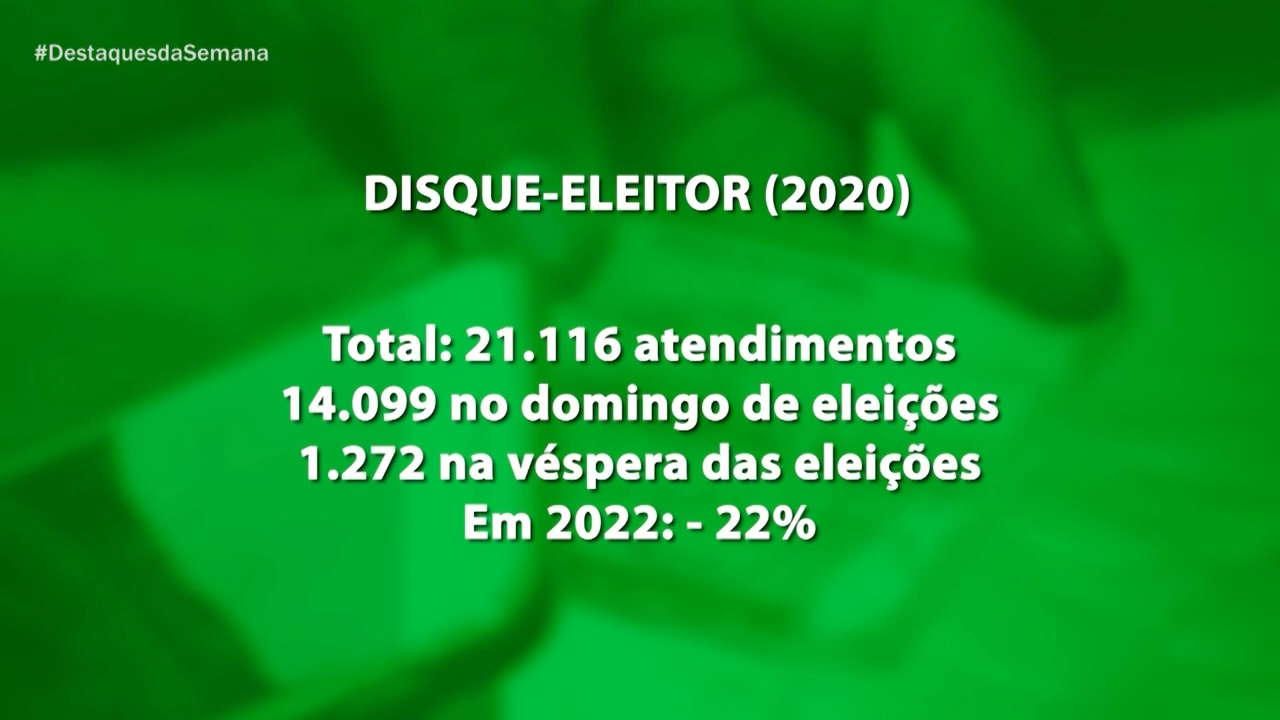 #DestaquesdaSemana
DISQUE-ELEITOR (2020)
Total: 21.116 atendimentos
14.099 no domingo de eleições
1.272 na véspera das eleições
Em 2022: - 22%